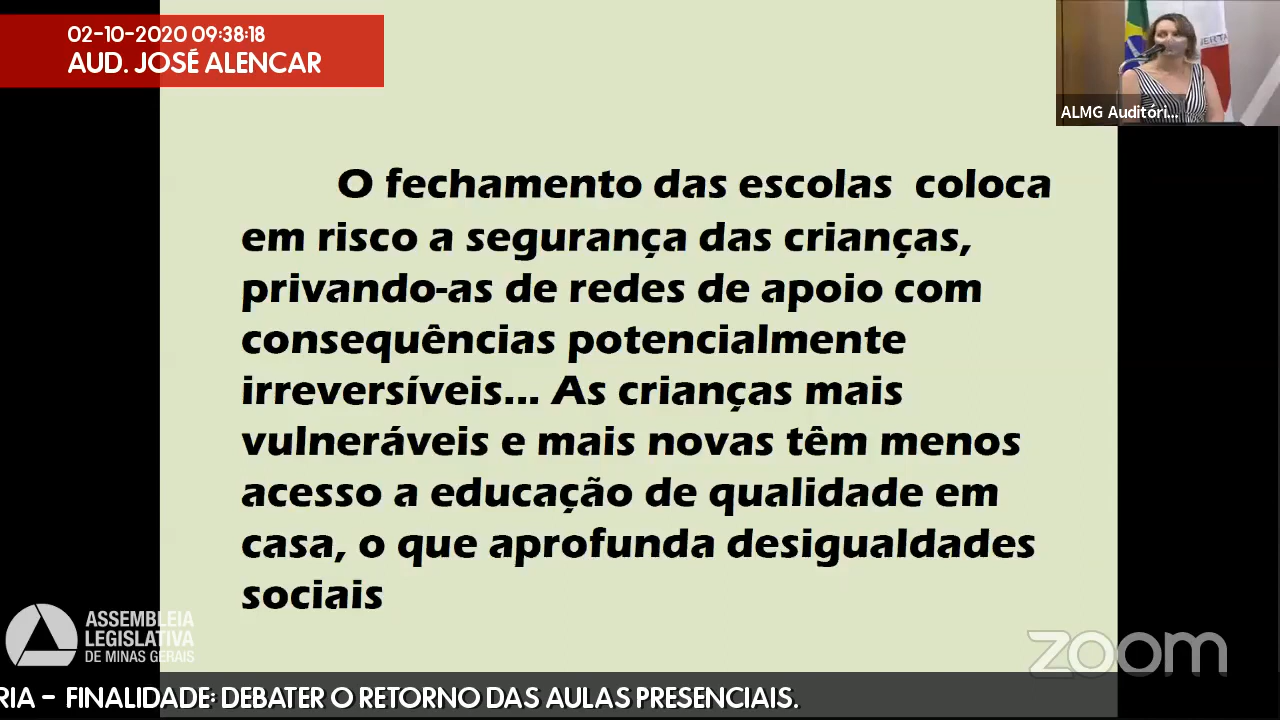 02-10-2020 09:38:18
AUD. JOSÉ ALENCAR
ALMG Auditóri...
O fechamento das escolas coloca
em risco a segurança das crianças,
privando-as de redes de apoio com
consequências potencialmente
irreversíveis... As crianças mais
vulneráveis e mais novas têm menos
acesso a educação de qualidade em
casa, o que aprofunda desigualdades
sociais
ASSEMBLEIA
LEGISLATIVA
DE MINAS GERAIS
zoom
RIA - FINALIDADE: DEBATER O RETORNO DAS AULAS PRESENCIAIS.